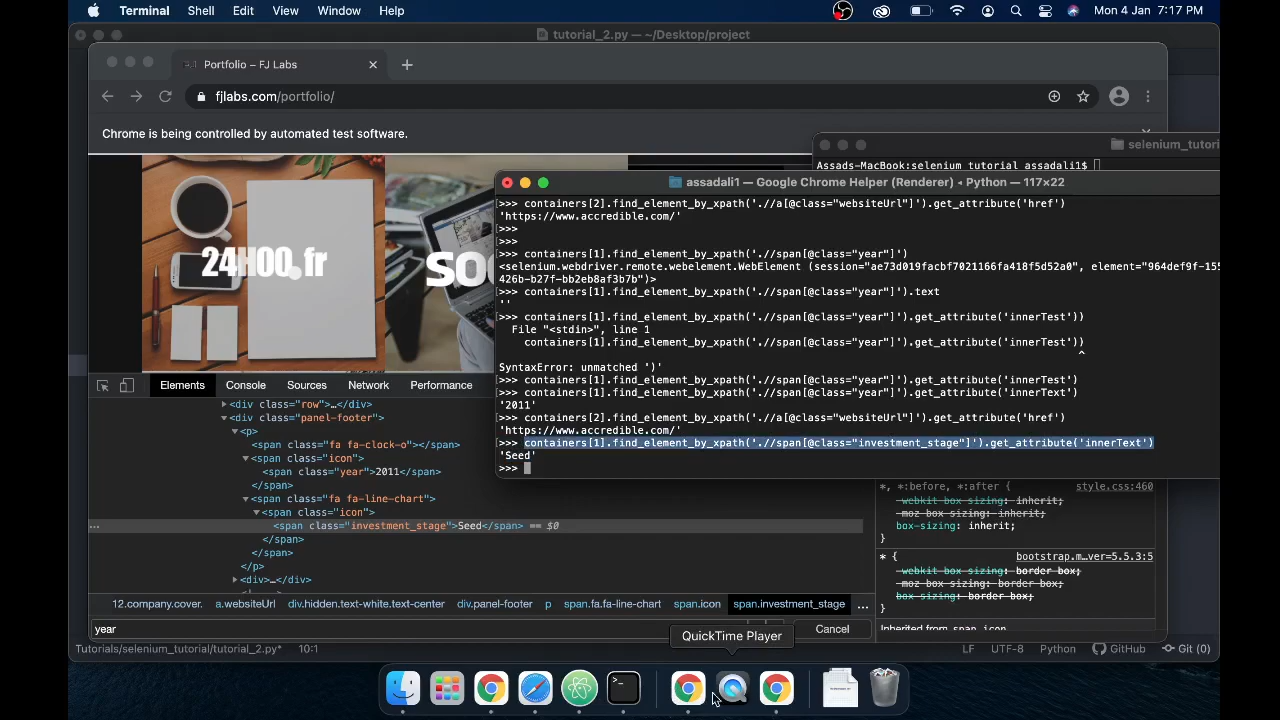 Terminal Shell Edit View Window Help Mon 4 Jan 7:17 PM
tutorial_2.py — ~/Desktop/project
Portfolio – FJ Labs
fjlabs.com/portfolio/
Chrome is being controlled by automated test software.
selenium_tutori
Assads-MacBook:selenium_tutorial assadali1$
assadali1 — Google Chrome Helper (Renderer) ◂ Python — 117×22
>>> containers[2].find_element_by_xpath('.//a[@class="websiteUrl"]').get_attribute('href')
'https://www.accredible.com/'
>>>
>>>
>>> containers[1].find_element_by_xpath('.//span[@class="year"]')
<selenium.webdriver.remote.webelement.WebElement (session="ae73d019facbf7021166fa418f5d52a0", element="964def9f-155
426b-b27f-bb2eb8af3b7b")>
>>> containers[1].find_element_by_xpath('.//span[@class="year"]').text
''
>>> containers[1].find_element_by_xpath('.//span[@class="year"]').get_attribute('innerTest'))
File "<stdin>", line 1
containers[1].find_element_by_xpath('.//span[@class="year"]').get_attribute('innerTest'))
^
SyntaxError: unmatched ')'
>>> containers[1].find_element_by_xpath('.//span[@class="year"]').get_attribute('innerTest')
>>> containers[1].find_element_by_xpath('.//span[@class="year"]').get_attribute('innerText')
'2011'
>>> containers[2].find_element_by_xpath('.//a[@class="websiteUrl"]').get_attribute('href')
'https://www.accredible.com/'
>>> containers[1].find_element_by_xpath('.//span[@class="investment_stage"]').get_attribute('innerText')
'Seed'
>>>
24H00.fr
SOC
Elements Console Sources Network Performance
<div class="row">…</div>
<div class="panel-footer">
<p>
<span class="fa fa-clock-o"></span>
<span class="icon">
<span class="year">2011</span>
</span>
<span class="fa fa-line-chart">
<span class="icon">
<span class="investment_stage">Seed</span> == $0
</span>
</span>
</p>
<div>…</div>
*, *:before, *:after { style.css:460
-webkit-box-sizing: inherit;
-moz-box-sizing: inherit;
box-sizing: inherit;
}
* { bootstrap.m…ver=5.5.3:5
-webkit-box-sizing: border-box;
-moz-box-sizing: border-box;
box-sizing: border-box;
}
Inherited from span.icon
12.company.cover. a.websiteUrl div.hidden.text-white.text-center div.panel-footer p span.fa.fa-line-chart span.icon span.investment_stage …
year Cancel
QuickTime Player
Tutorials/selenium_tutorial/tutorial_2.py* 10:1 LF UTF-8 Python GitHub Git (0)